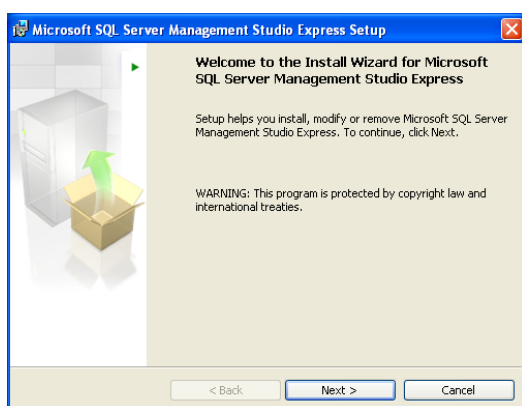 Microsoft SQL Server Management Studio Express Setup
Welcome to the Install Wizard for Microsoft
SQL Server Management Studio Express
Setup helps you install, modify or remove Microsoft SQL Server
Management Studio Express. To continue, click Next.
WARNING: This program is protected by copyright law and
international treaties.
< Back
Next >
Cancel